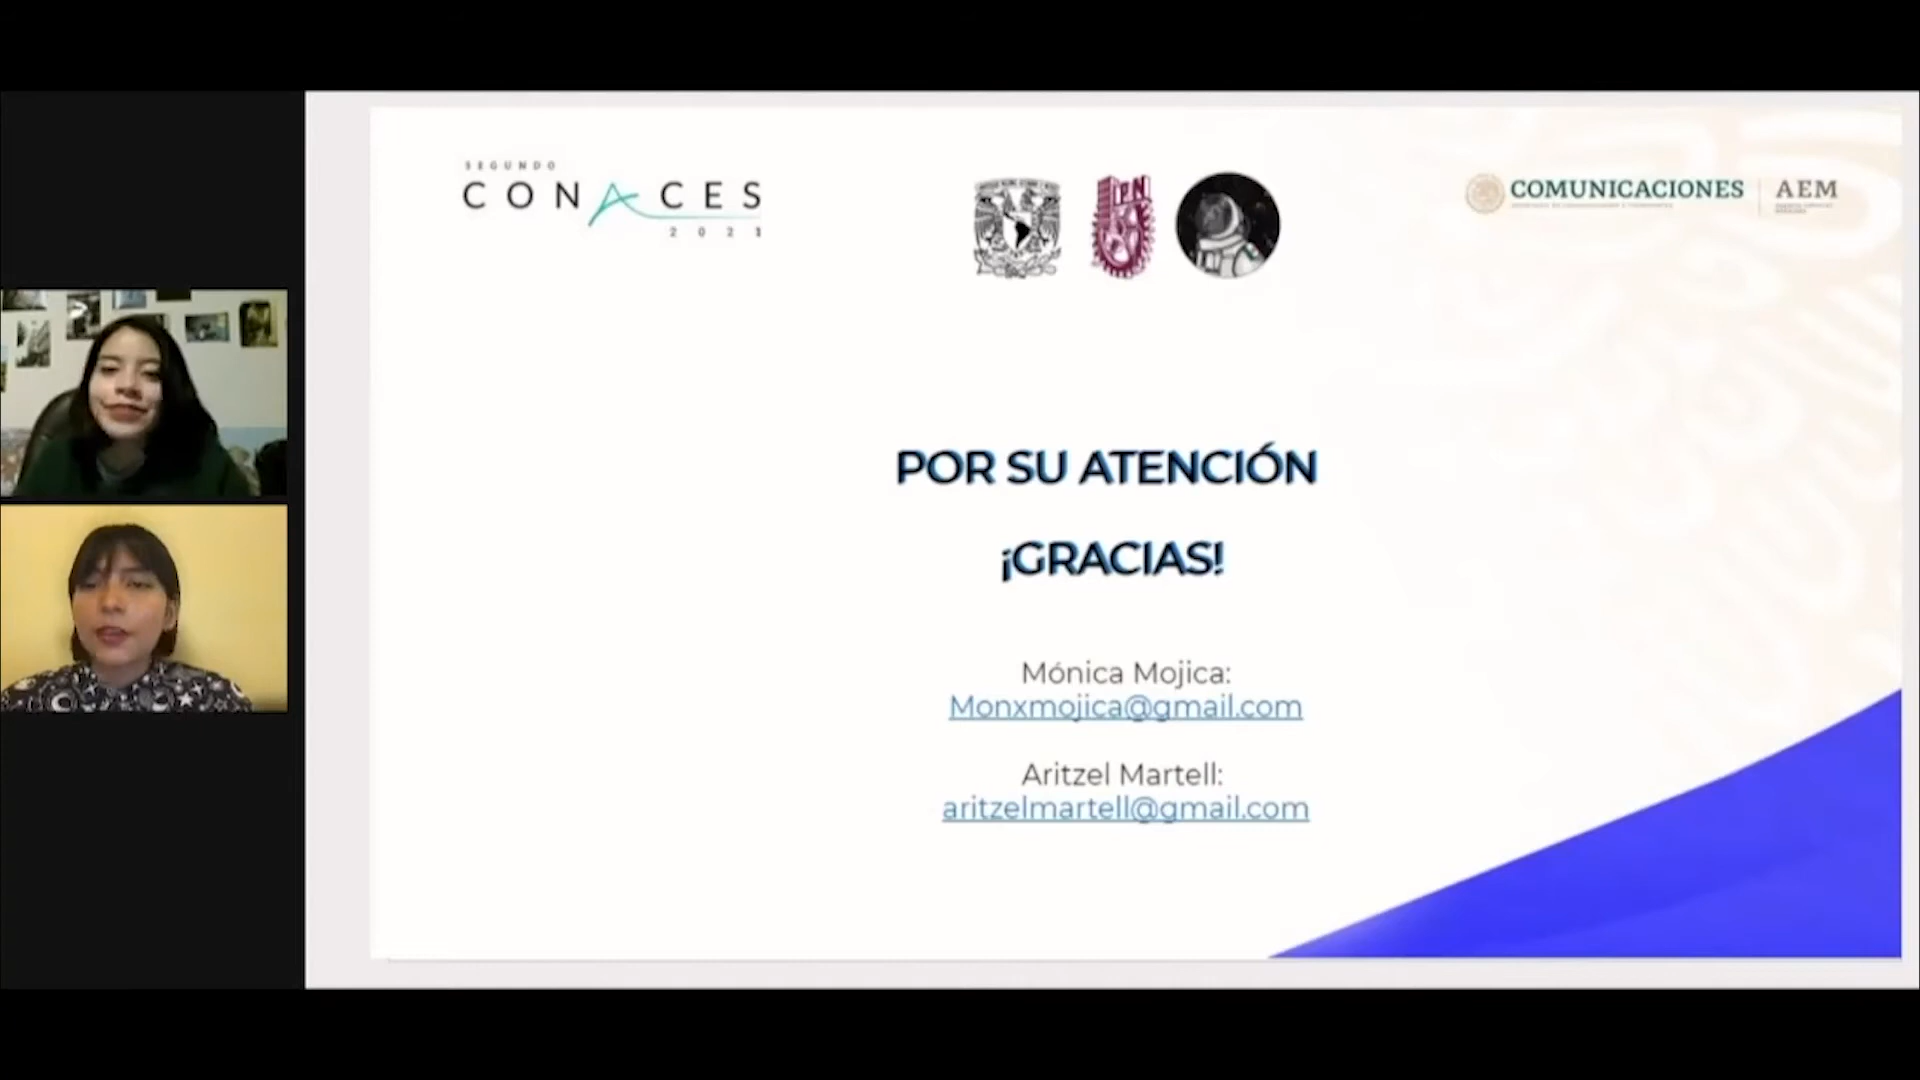 SEGUNDO
CONACES
2021
IPN
COMUNICACIONES
AEM
POR SU ATENCIÓN
¡GRACIAS!
Mónica Mojica:
Monxmojica@gmail.com
Aritzel Martell:
aritzelmartell@gmail.com